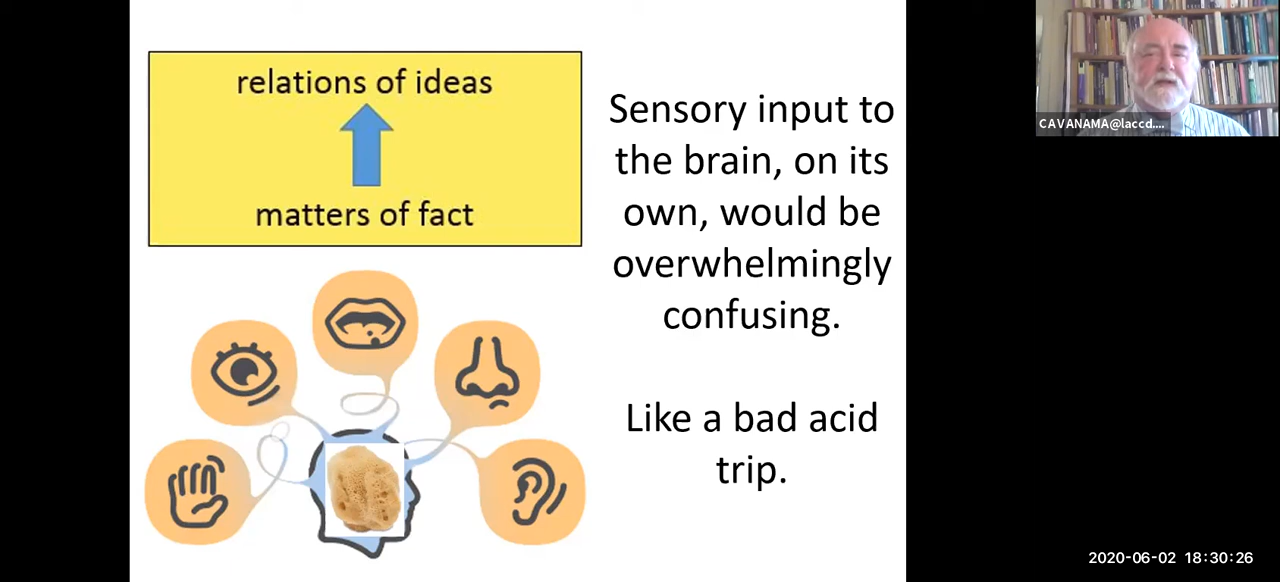 relations of ideas
matters of fact
Sensory input to
the brain, on its
own, would be
overwhelmingly
confusing.
Like a bad acid
trip.
CAVANAMA@laccd....
2020-06-02 18:30:26